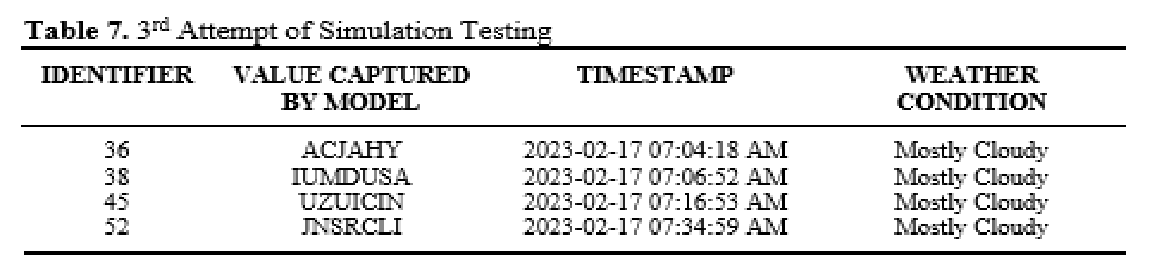 Table 7. 3rd Attempt of Simulation Testing
IDENTIFIER VALUE CAPTURED BY MODEL TIMESTAMP WEATHER CONDITION
36 ACJAHY 2023-02-17 07:04:18 AM Mostly Cloudy
38 IUMDUSA 2023-02-17 07:06:52 AM Mostly Cloudy
45 UZUICIN 2023-02-17 07:16:53 AM Mostly Cloudy
52 JNSRCLI 2023-02-17 07:34:59 AM Mostly Cloudy